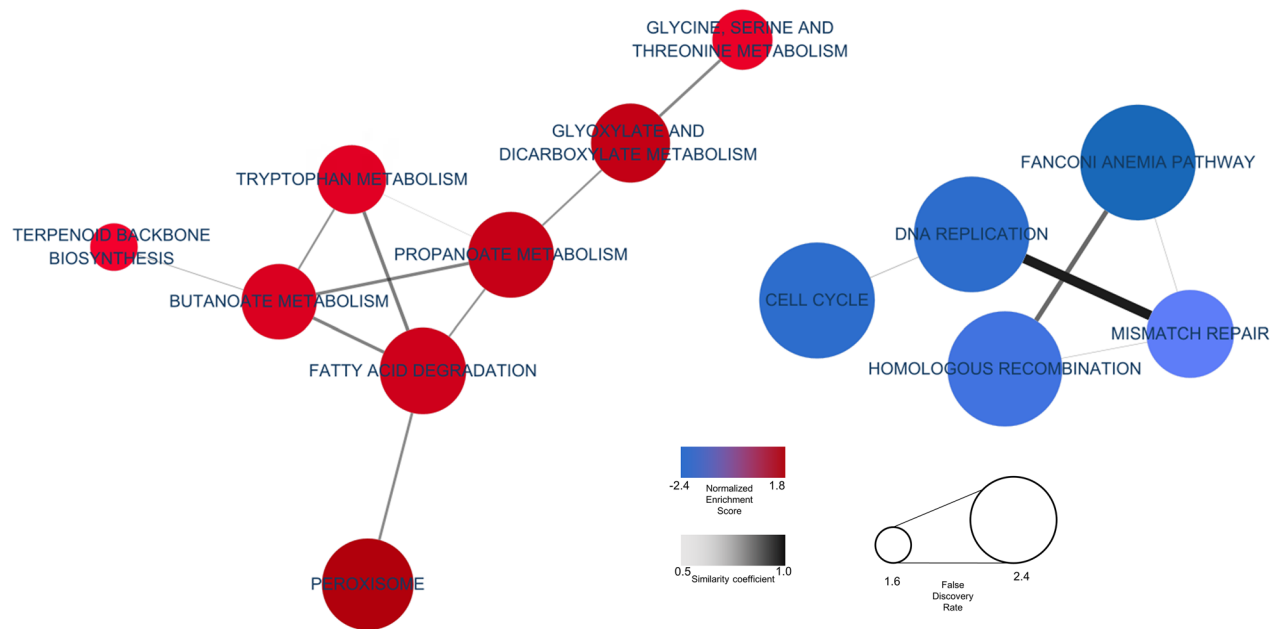 GLYCINE, SERINE AND
THREONINE METABOLISM
GLYOXYLATE AND
DICARBOXYLATE METABOLISM
TRYPTOPHAN METABOLISM
TERPENOID BACKBONE
BIOSYNTHESIS
PROPANOATE METABOLISM
BUTANOATE METABOLISM
FATTY ACID DEGRADATION
PEROXISOME
FANCONI ANEMIA PATHWAY
DNA REPLICATION
CELL CYCLE
MISMATCH REPAIR
HOMOLOGOUS RECOMBINATION
-2.4
Normalized
Enrichment
Score
1.8
0.5
Similarity coefficient
1.0
1.6
False
Discovery
Rate
2.4